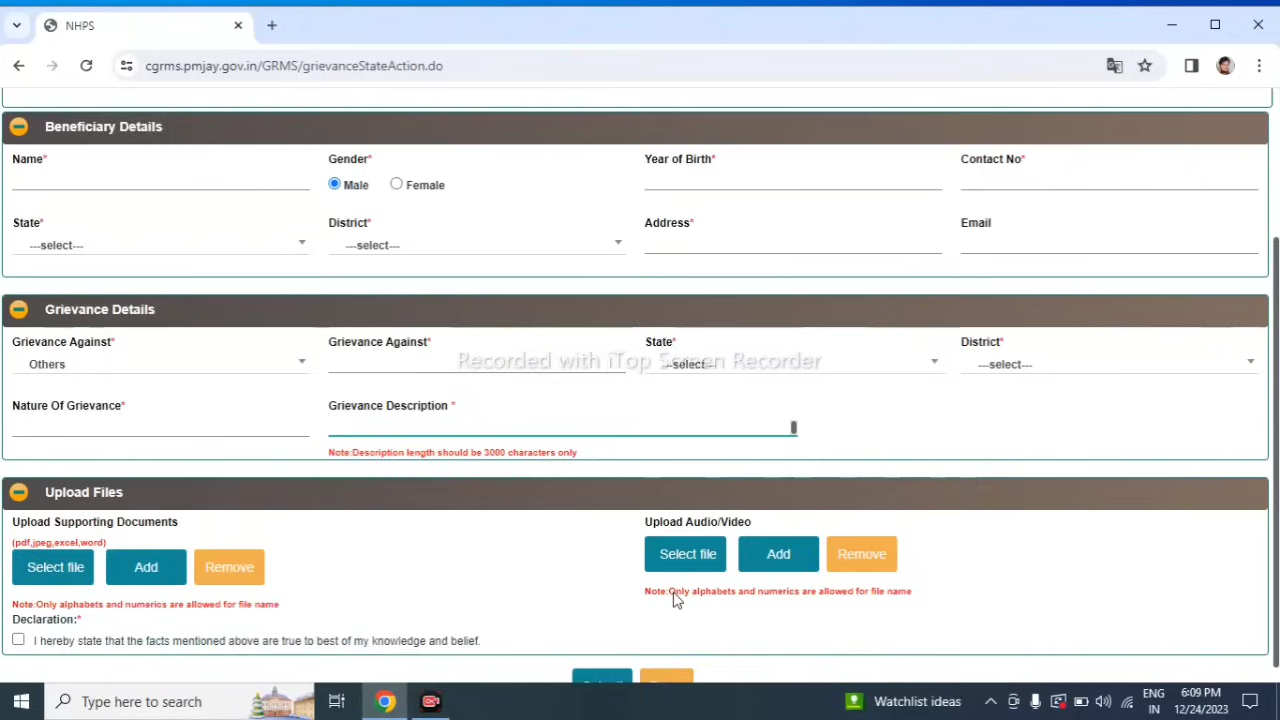 NHPS
cgrms.pmjay.gov.in/GRMS/grievanceStateAction.do
Beneficiary Details
Name* Gender* Year of Birth* Contact No*
Male Female
State* District* Address* Email
---select--- ---select---
Grievance Details
Grievance Against* Grievance Against* State* District*
Others ---select--- ---select---
Recorded with iTop Screen Recorder
Nature Of Grievance* Grievance Description *
Note:Description length should be 3000 characters only
Upload Files
Upload Supporting Documents Upload Audio/Video
(pdf,jpeg,excel,word)
Select file Add Remove Select file Add Remove
Note:Only alphabets and numerics are allowed for file name Note:Only alphabets and numerics are allowed for file name
Declaration:*
I hereby state that the facts mentioned above are true to best of my knowledge and belief.
Type here to search
Watchlist ideas
ENG 6:09 PM
IN 12/24/2023